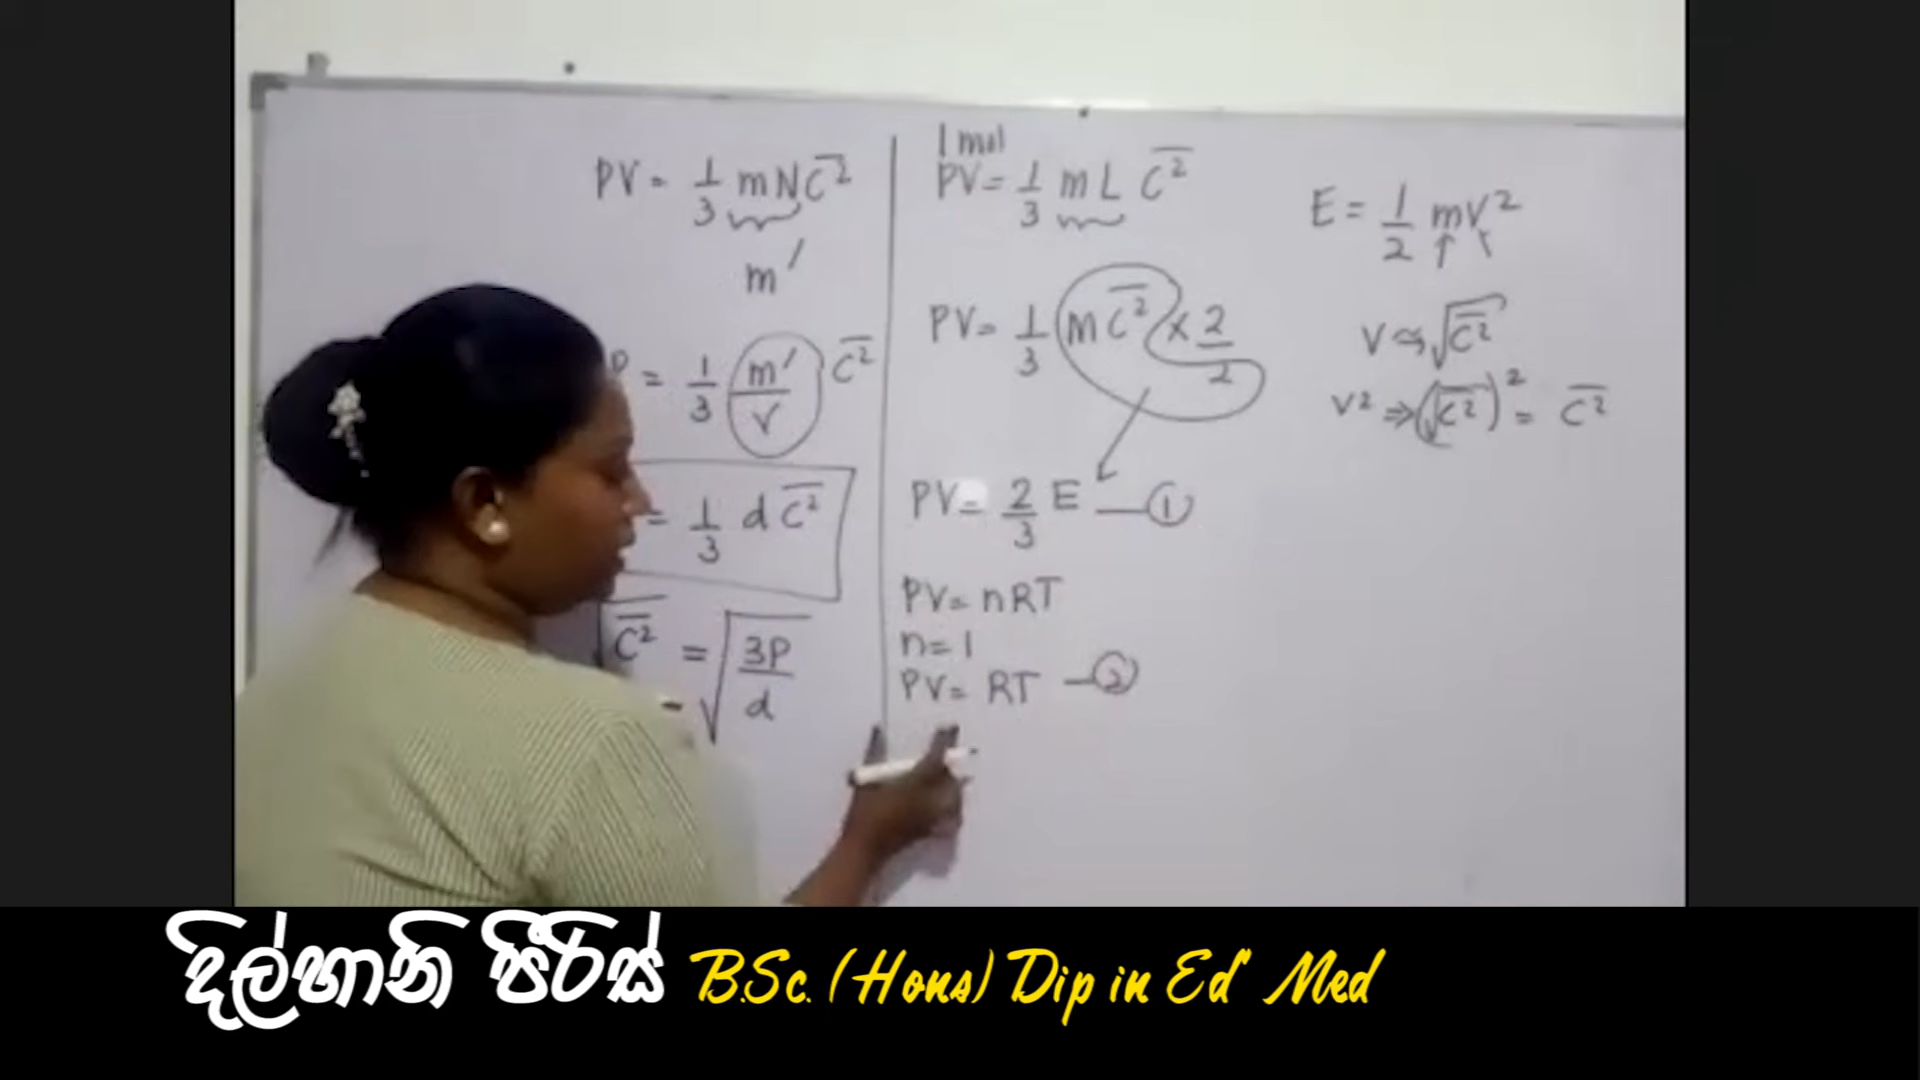 PV = 1/3 mN c̅²
m′
P = 1/3 m′/V c̅²
= 1/3 d c̅²
√c̅² = √3P/d
1 mol
PV = 1/3 mL c̅²
PV = 1/3 m c̅² × 2/2
PV = 2/3 E —①
PV = nRT
n = 1
PV = RT —②
E = 1/2 mv²
V ⇒ √c̅²
V² ⇒ (√c̅²)² = c̅²
දිල්හානි පීරිස් B.Sc. (Hons) Dip in Ed Med